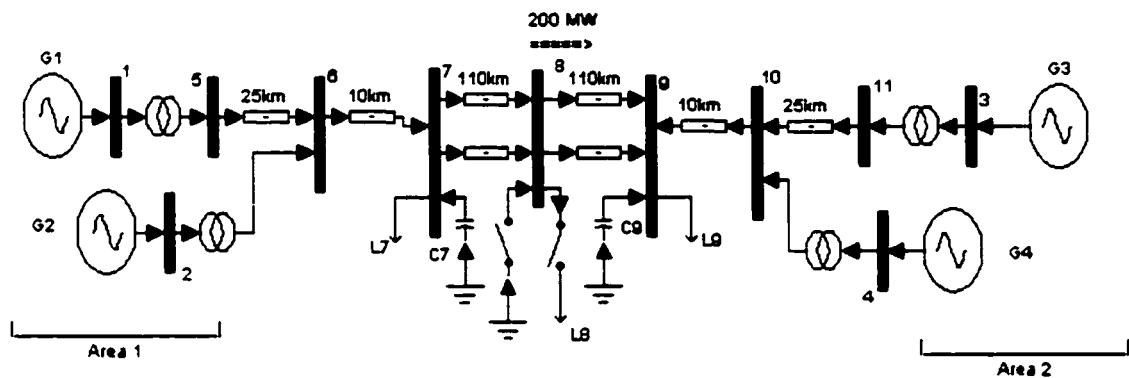 200 MW
=====>
G1
1
5
25km
6
10km
7
110km
8
110km
9
10km
10
25km
11
3
G3
G2
2
L7
C7
L8
C9
L9
4
G4
Area 1
Area 2